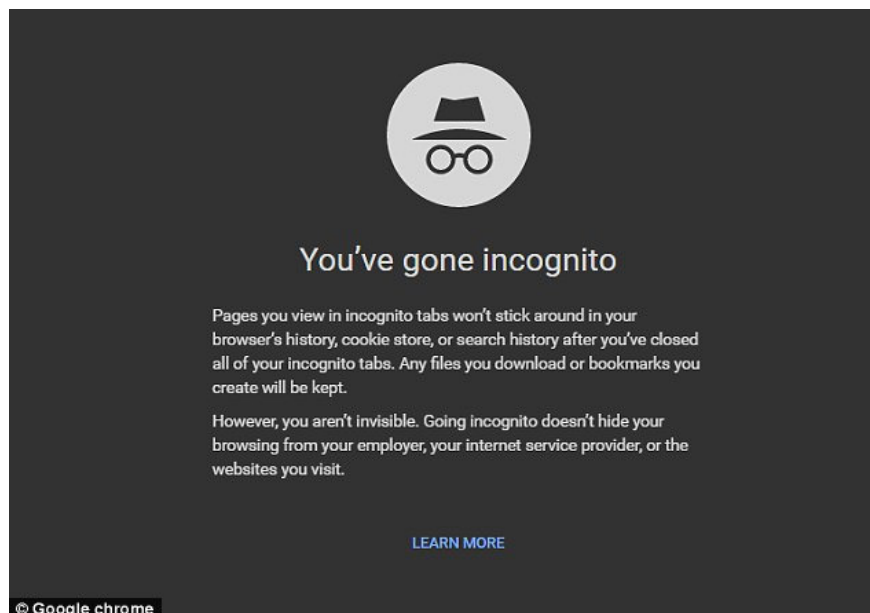 You've gone incognito
Pages you view in incognito tabs won't stick around in your
browser's history, cookie store, or search history after you've closed
all of your incognito tabs. Any files you download or bookmarks you
create will be kept.
However, you aren't invisible. Going incognito doesn't hide your
browsing from your employer, your internet service provider, or the
websites you visit.
LEARN MORE
© Google chrome